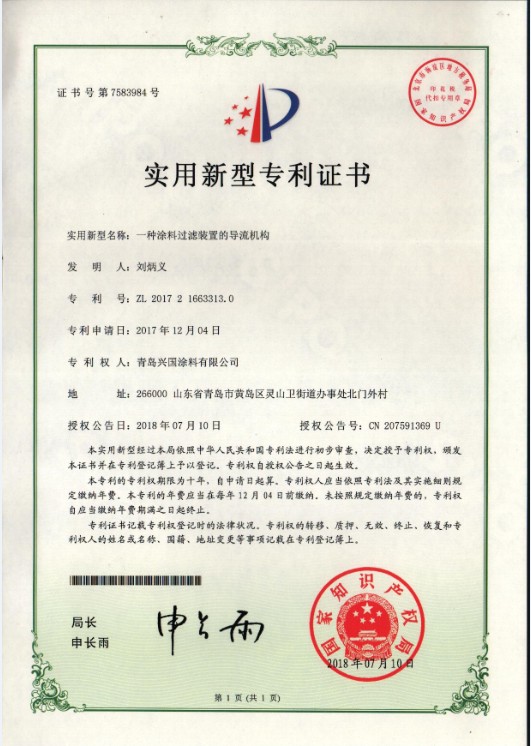 证书号第7583984号
实用新型专利证书
实用新型名称：一种涂料过滤装置的导流机构
发明人：刘炳义
专利号：ZL 2017 2 1663313.0
专利申请日：2017年12月04日
专利权人：青岛兴国涂料有限公司
地址：266000 山东省青岛市黄岛区灵山卫街道办事处北门外村
授权公告日：2018年07月10日 授权公告号：CN 207591369 U
本实用新型经过本局依照中华人民共和国专利法进行初步审查，决定授予专利权，颁发
本证书并在专利登记簿上予以登记。专利权自授权公告之日起生效。
本专利的专利权期限为十年，自申请日起算。专利权人应当依照专利法及其实施细则规
定缴纳年费。本专利的年费应当在每年12月04日前缴纳。未按照规定缴纳年费的，专利权
自应当缴纳年费期满之日起终止。
专利证书记载专利权登记时的法律状况。专利权的转移、质押、无效、终止、恢复和专
利权人的姓名或名称、国籍、地址变更等事项记载在专利登记簿上。
局长
申长雨
申长雨
国家知识产权局
2018年07月10日
第1页(共1页)